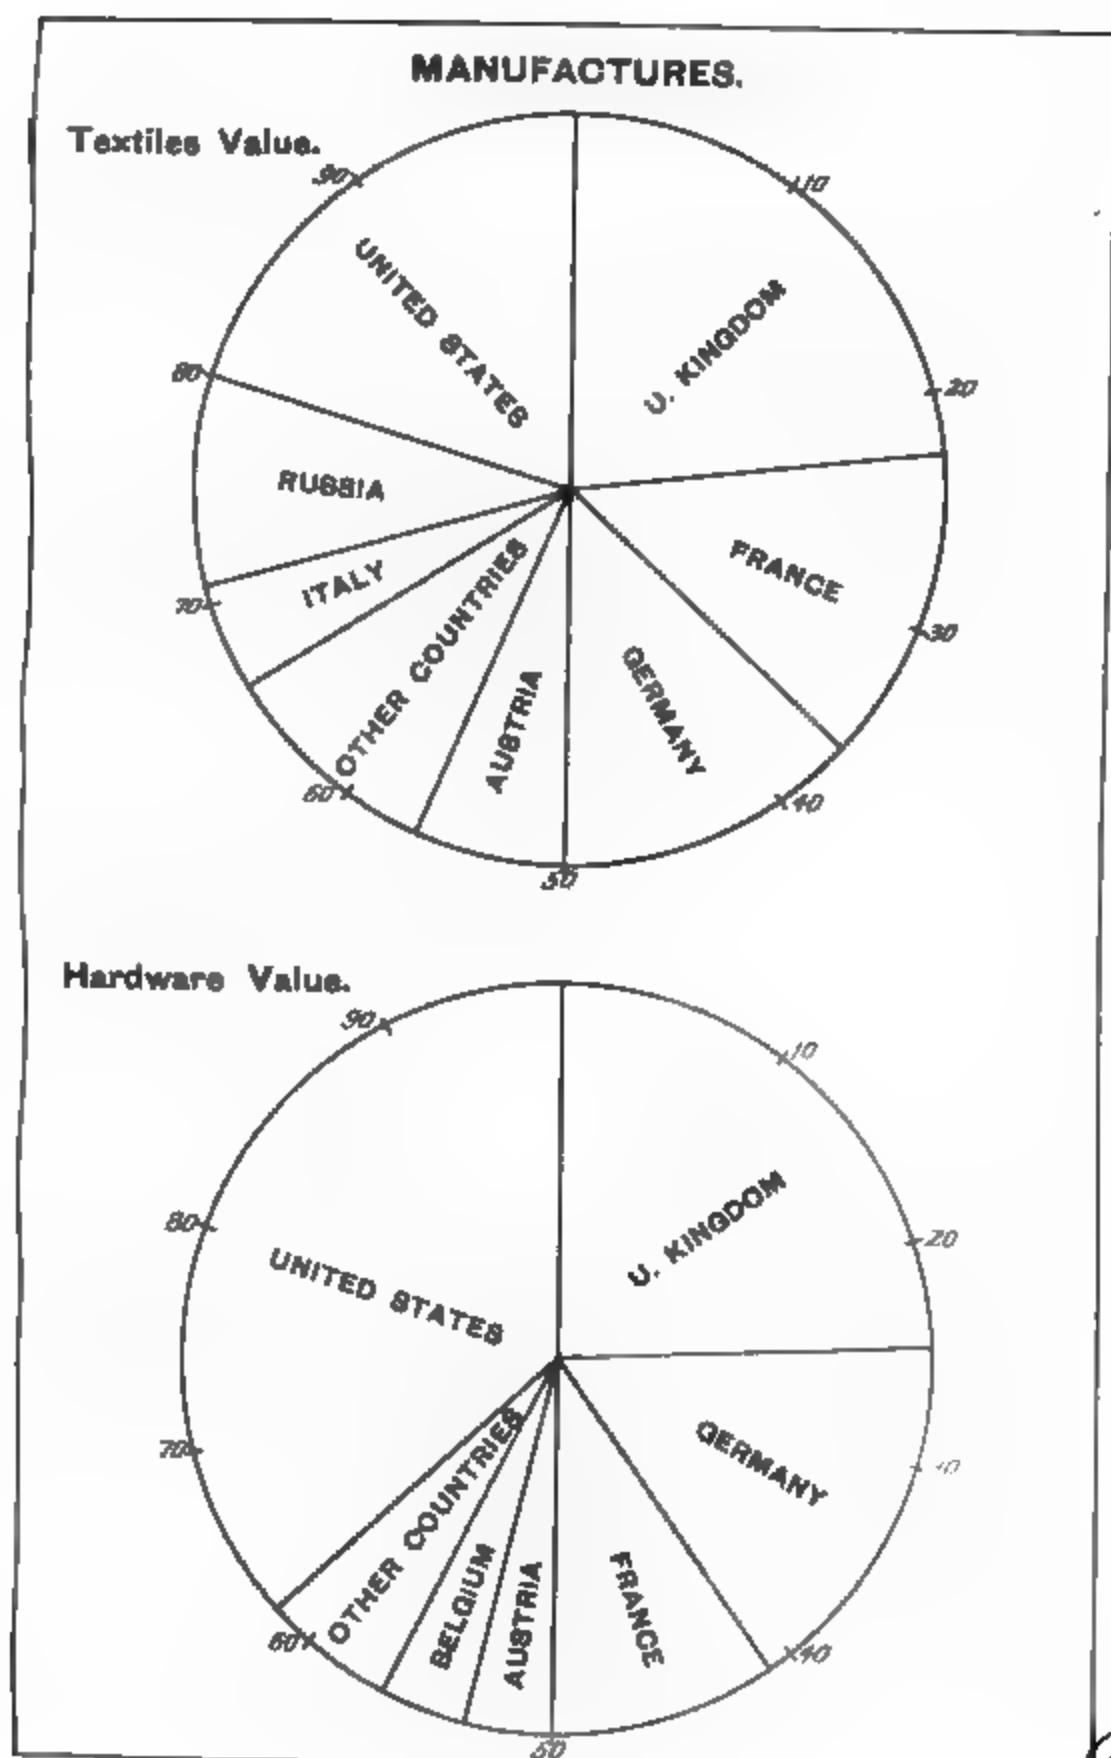 MANUFACTURES.
Textiles Value.
10
20
30
40
50
60
70
80
90
U. KINGDOM
FRANCE
GERMANY
AUSTRIA
OTHER COUNTRIES
ITALY
RUSSIA
UNITED STATES
Hardware Value.
10
20
40
50
60
70
80
90
U. KINGDOM
GERMANY
FRANCE
AUSTRIA
BELGIUM
OTHER COUNTRIES
UNITED STATES